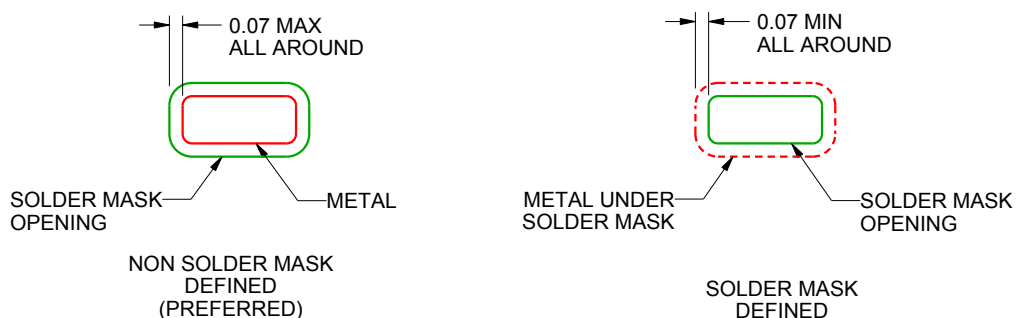 0.07 MAX
ALL AROUND
SOLDER MASK
OPENING
METAL
NON SOLDER MASK
DEFINED
(PREFERRED)
0.07 MIN
ALL AROUND
METAL UNDER
SOLDER MASK
SOLDER MASK
OPENING
SOLDER MASK
DEFINED